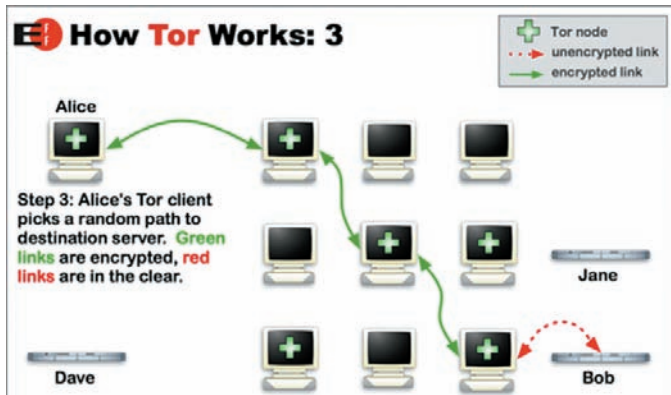 EFF How Tor Works: 3
Tor node
unencrypted link
encrypted link
Alice
Step 3: Alice's Tor client
picks a random path to
destination server. Green
links are encrypted, red
links are in the clear.
Jane
Dave
Bob